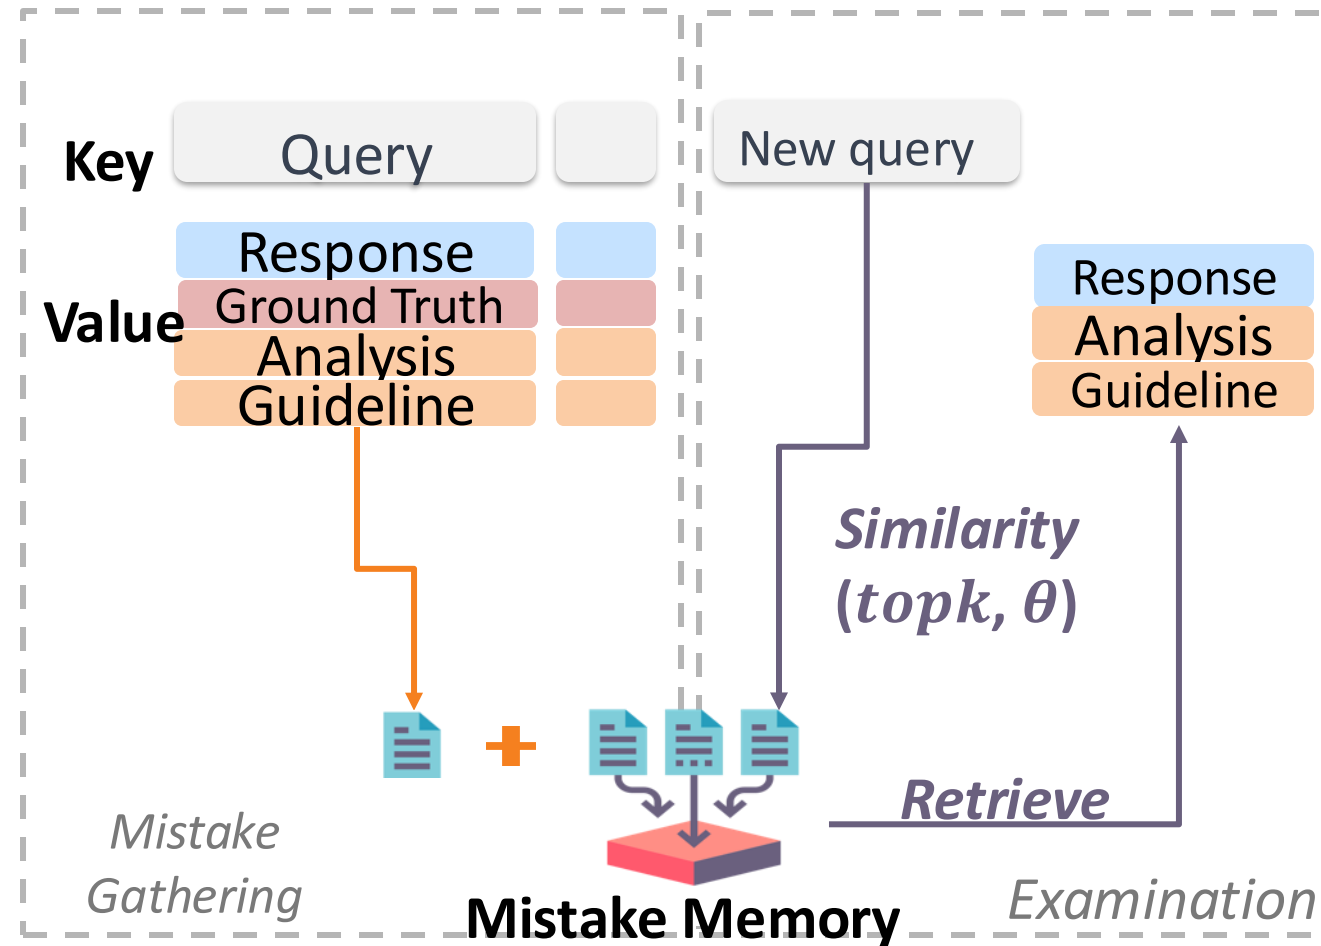 Key
Query
Response
Value
Ground Truth
Analysis
Guideline
Mistake
Gathering
New query
Response
Analysis
Guideline
Similarity
(topk, θ)
Retrieve
Mistake Memory
Examination